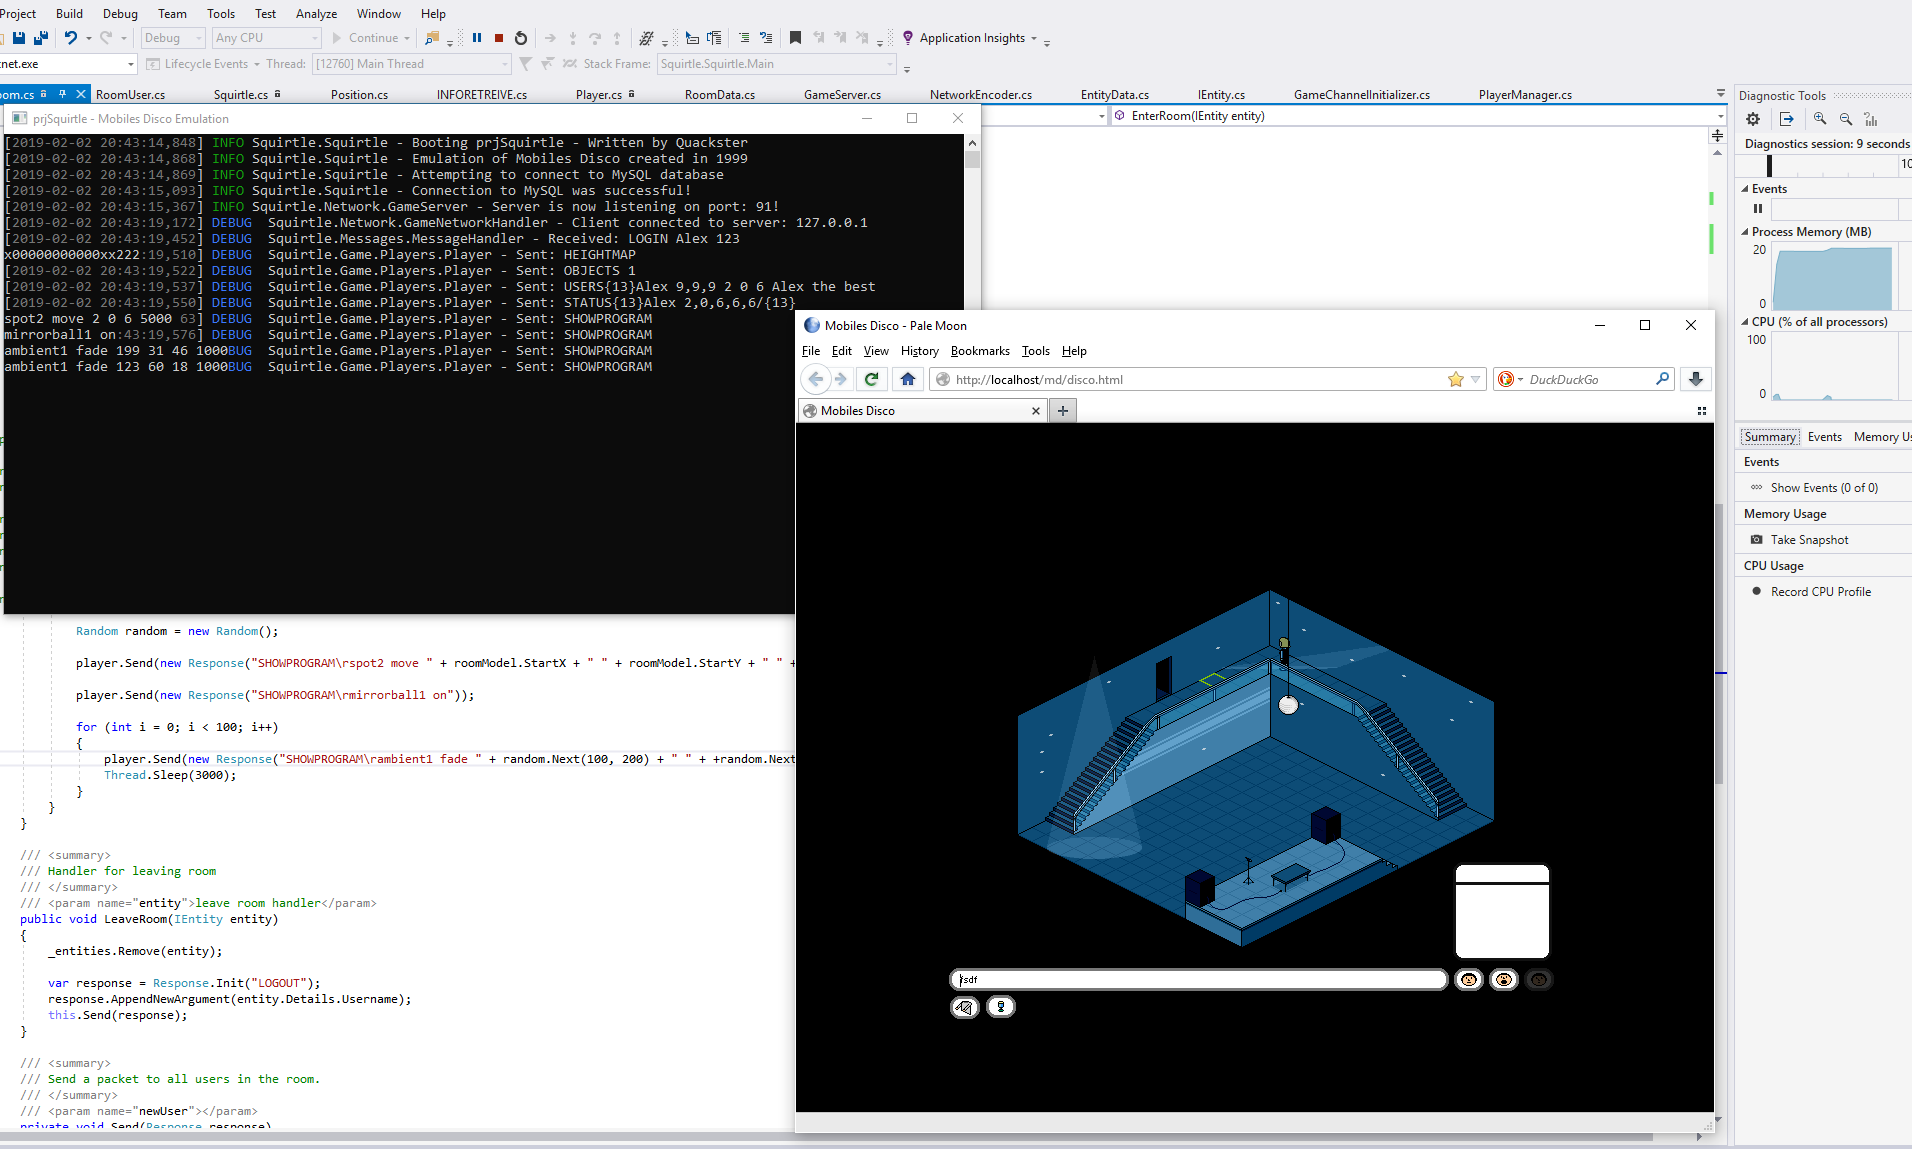 Project Build Debug Team Tools Test Analyze Window Help
Debug Any CPU Continue Application Insights
net.exe Lifecycle Events Thread: [12760] Main Thread Stack Frame: Squirtle.Squirtle.Main
oom.cs RoomUser.cs Squirtle.cs Position.cs INFORETREIVE.cs Player.cs RoomData.cs GameServer.cs NetworkEncoder.cs EntityData.cs IEntity.cs GameChannelInitializer.cs PlayerManager.cs
EnterRoom(IEntity entity)
prjSquirtle - Mobiles Disco Emulation
[2019-02-02 20:43:14,848] INFO Squirtle.Squirtle - Booting prjSquirtle - Written by Quackster
[2019-02-02 20:43:14,868] INFO Squirtle.Squirtle - Emulation of Mobiles Disco created in 1999
[2019-02-02 20:43:14,869] INFO Squirtle.Squirtle - Attempting to connect to MySQL database
[2019-02-02 20:43:15,093] INFO Squirtle.Squirtle - Connection to MySQL was successful!
[2019-02-02 20:43:15,367] INFO Squirtle.Network.GameServer - Server is now listening on port: 91!
[2019-02-02 20:43:19,172] DEBUG Squirtle.Network.GameNetworkHandler - Client connected to server: 127.0.0.1
[2019-02-02 20:43:19,452] DEBUG Squirtle.Messages.MessageHandler - Received: LOGIN Alex 123
x00000000000xx222:19,510] DEBUG Squirtle.Game.Players.Player - Sent: HEIGHTMAP
[2019-02-02 20:43:19,522] DEBUG Squirtle.Game.Players.Player - Sent: OBJECTS 1
[2019-02-02 20:43:19,537] DEBUG Squirtle.Game.Players.Player - Sent: USERS{13}Alex 9,9,9 2 0 6 Alex the best
[2019-02-02 20:43:19,550] DEBUG Squirtle.Game.Players.Player - Sent: STATUS{13}Alex 2,0,6,6,6/{13}
spot2 move 2 0 6 5000 63] DEBUG Squirtle.Game.Players.Player - Sent: SHOWPROGRAM
mirrorball1 on:43:19,576] DEBUG Squirtle.Game.Players.Player - Sent: SHOWPROGRAM
ambient1 fade 199 31 46 1000BUG Squirtle.Game.Players.Player - Sent: SHOWPROGRAM
ambient1 fade 123 60 18 1000BUG Squirtle.Game.Players.Player - Sent: SHOWPROGRAM
Random random = new Random();
player.Send(new Response("SHOWPROGRAM\rspot2 move " + roomModel.StartX + " " + roomModel.StartY + " " +
player.Send(new Response("SHOWPROGRAM\rmirrorball1 on"));
for (int i = 0; i < 100; i++)
{
player.Send(new Response("SHOWPROGRAM\rambient1 fade " + random.Next(100, 200) + " " + +random.Next
Thread.Sleep(3000);
}
}
}
/// <summary>
/// Handler for leaving room
/// </summary>
/// <param name="entity">leave room handler</param>
public void LeaveRoom(IEntity entity)
{
_entities.Remove(entity);
var response = Response.Init("LOGOUT");
response.AppendNewArgument(entity.Details.Username);
this.Send(response);
}
/// <summary>
/// Send a packet to all users in the room.
/// </summary>
/// <param name="newUser"></param>
private void Send(Response response)
Mobiles Disco - Pale Moon
File Edit View History Bookmarks Tools Help
http://localhost/md/disco.html DuckDuckGo
Mobiles Disco
Diagnostic Tools
Diagnostics session: 9 seconds
10
Events
Process Memory (MB)
20
0
CPU (% of all processors)
100
0
Summary Events Memory Us
Events
Show Events (0 of 0)
Memory Usage
Take Snapshot
CPU Usage
Record CPU Profile